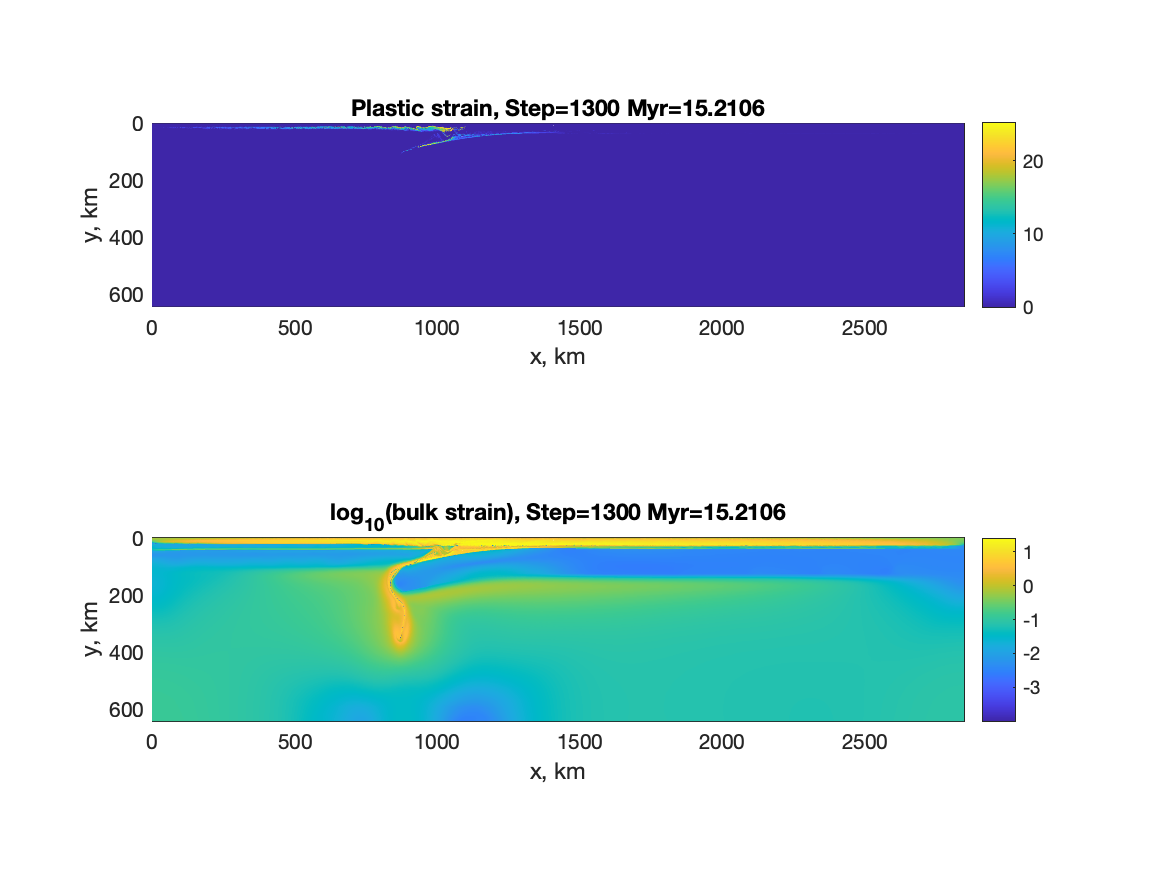 Plastic strain, Step=1300 Myr=15.2106
0
200
400
600
y, km
0 500 1000 1500 2000 2500
x, km
20
10
0
log10(bulk strain), Step=1300 Myr=15.2106
0
200
400
600
y, km
0 500 1000 1500 2000 2500
x, km
1
0
-1
-2
-3